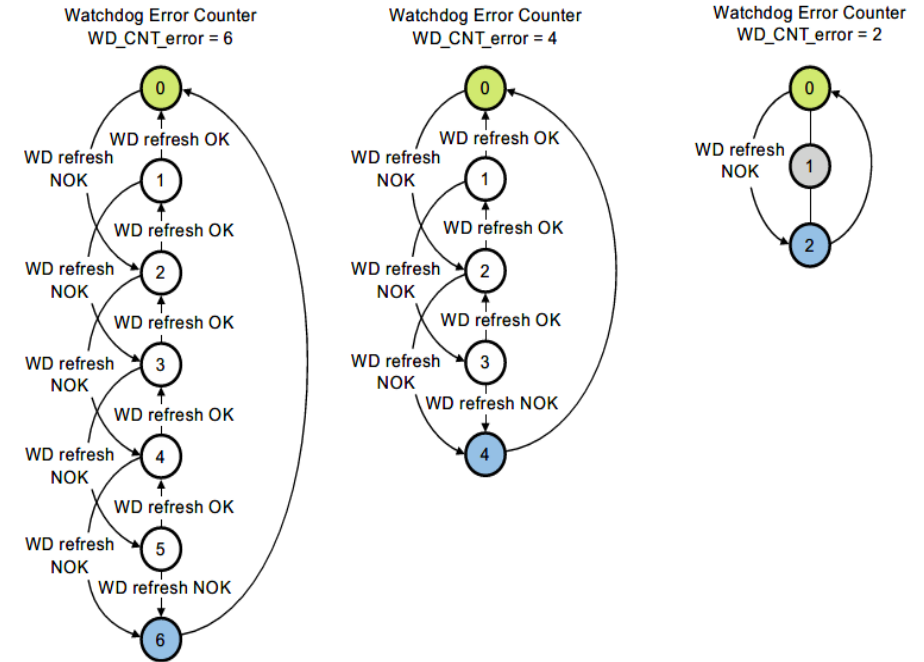 Watchdog Error Counter
WD_CNT_error = 6
0
WD refresh OK
WD refresh
NOK
1
WD refresh OK
WD refresh
NOK
2
WD refresh OK
3
WD refresh
NOK
WD refresh OK
4
WD refresh
NOK
WD refresh OK
5
WD refresh
NOK
WD refresh NOK
6
Watchdog Error Counter
WD_CNT_error = 4
0
WD refresh OK
WD refresh
NOK
1
WD refresh OK
WD refresh
NOK
2
WD refresh OK
3
WD refresh
NOK
WD refresh NOK
4
Watchdog Error Counter
WD_CNT_error = 2
0
WD refresh
NOK
1
2